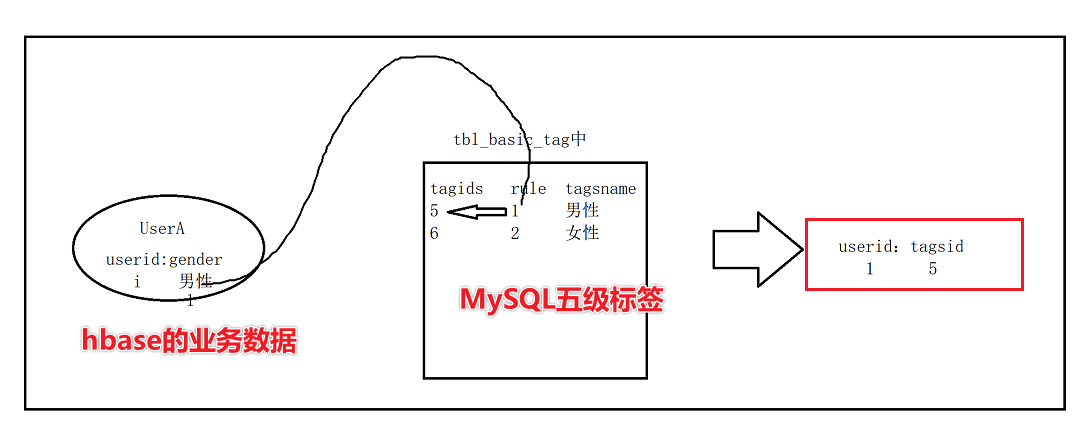 tbl_basic_tag中
tagids rule tagsname
5 1 男性
6 2 女性
UserA
userid:gender
i 男性
1
hbase的业务数据
MySQL五级标签
userid: tagsid
1 5